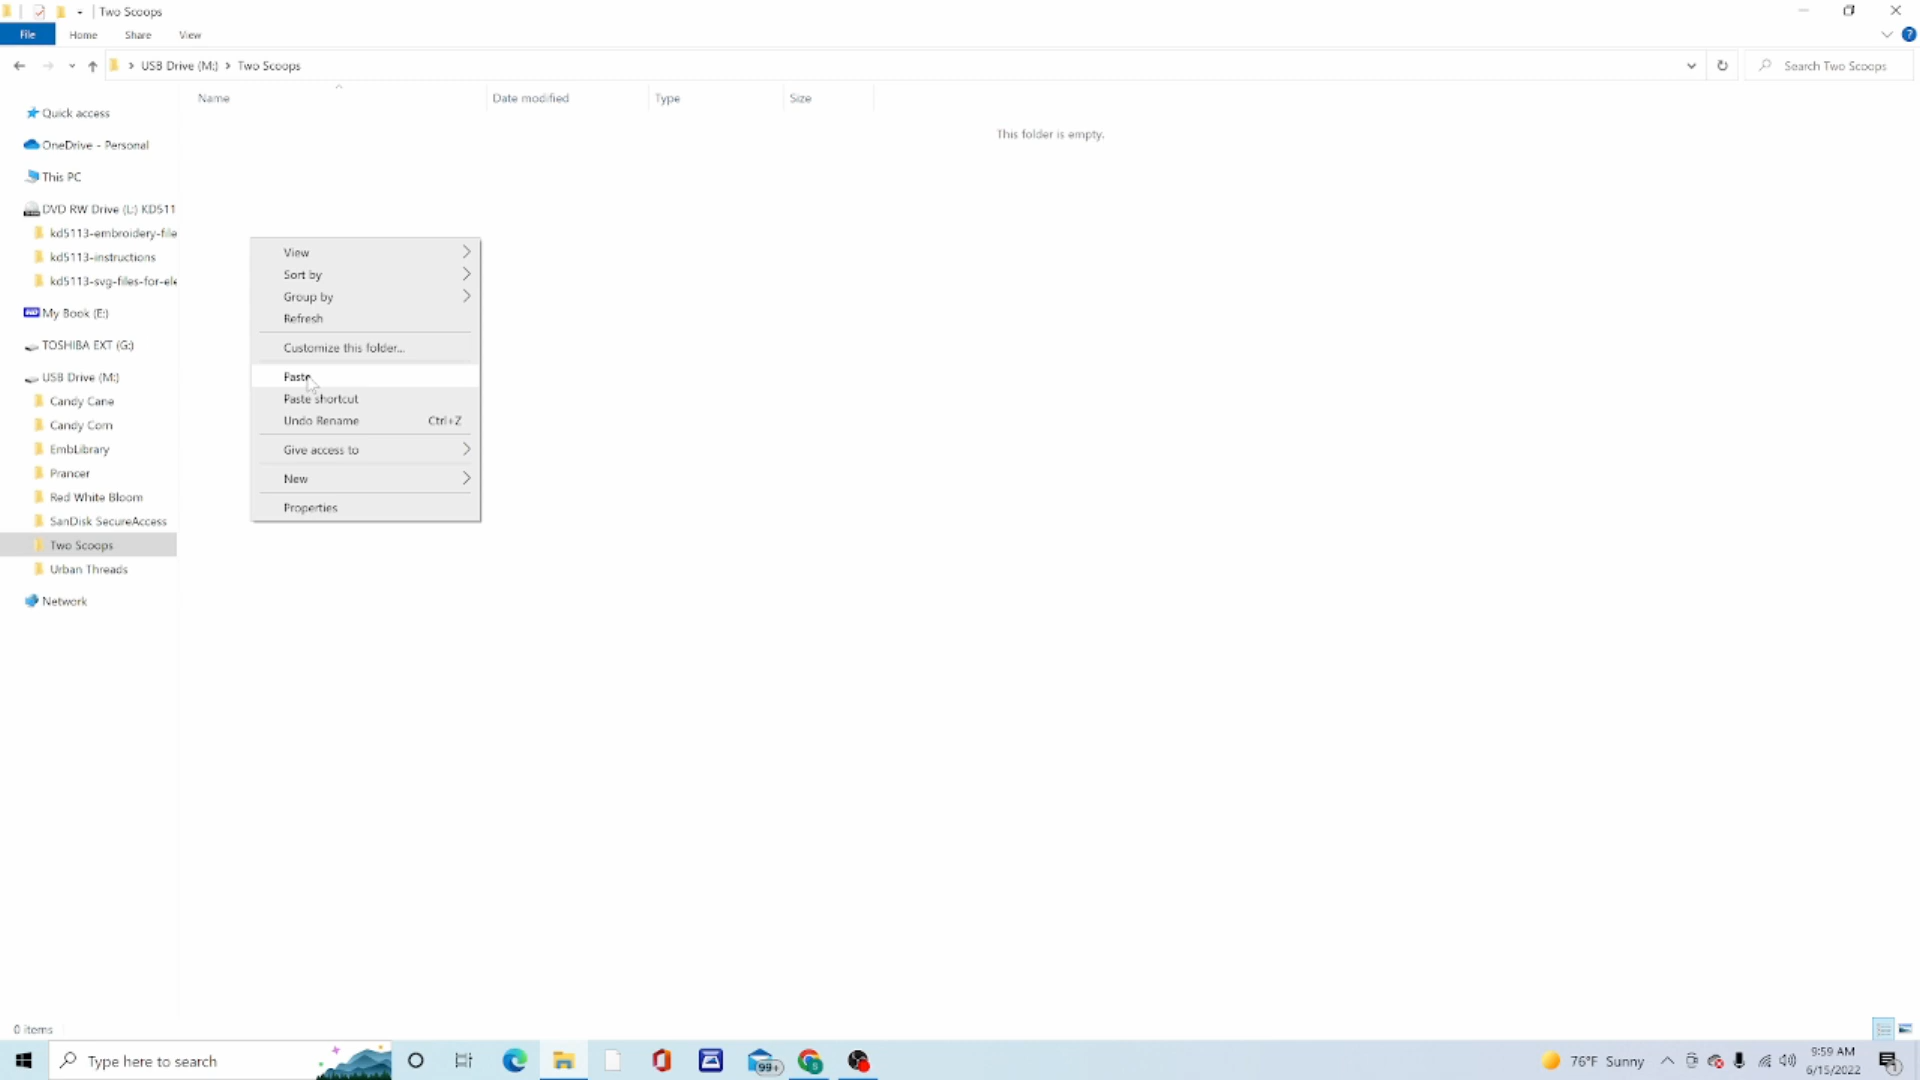 Two Scoops
File Home Share View
USB Drive (M:) Two Scoops
Search Two Scoops
Name Date modified Type Size
This folder is empty.
Quick access
OneDrive - Personal
This PC
DVD RW Drive (L:) KD511
kd5113-embroidery-file
kd5113-instructions
kd5113-svg-files-for-ele
My Book (E:)
TOSHIBA EXT (G:)
USB Drive (M:)
Candy Cane
Candy Corn
EmbLibrary
Prancer
Red White Bloom
SanDisk SecureAccess
Two Scoops
Urban Threads
Network
View
Sort by
Group by
Refresh
Customize this folder...
Paste
Paste shortcut
Undo Rename Ctrl+Z
Give access to
New
Properties
0 items
Type here to search
99+
76°F Sunny
9:59 AM
6/15/2022